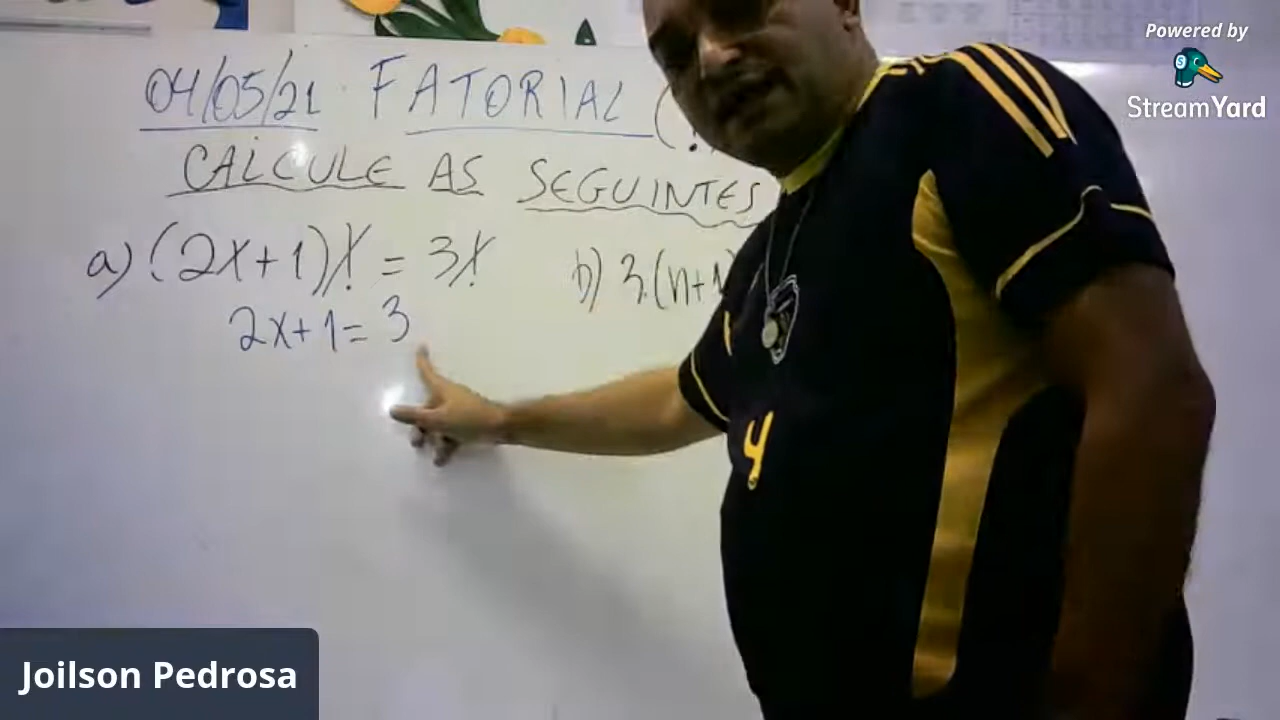 Powered by
StreamYard
04/05/21 FATORIAL (!
CALCULE AS SEGUINTES
a) (2x+1)! = 3! b) 3.(n+1
2x+1=3
4
Joilson Pedrosa